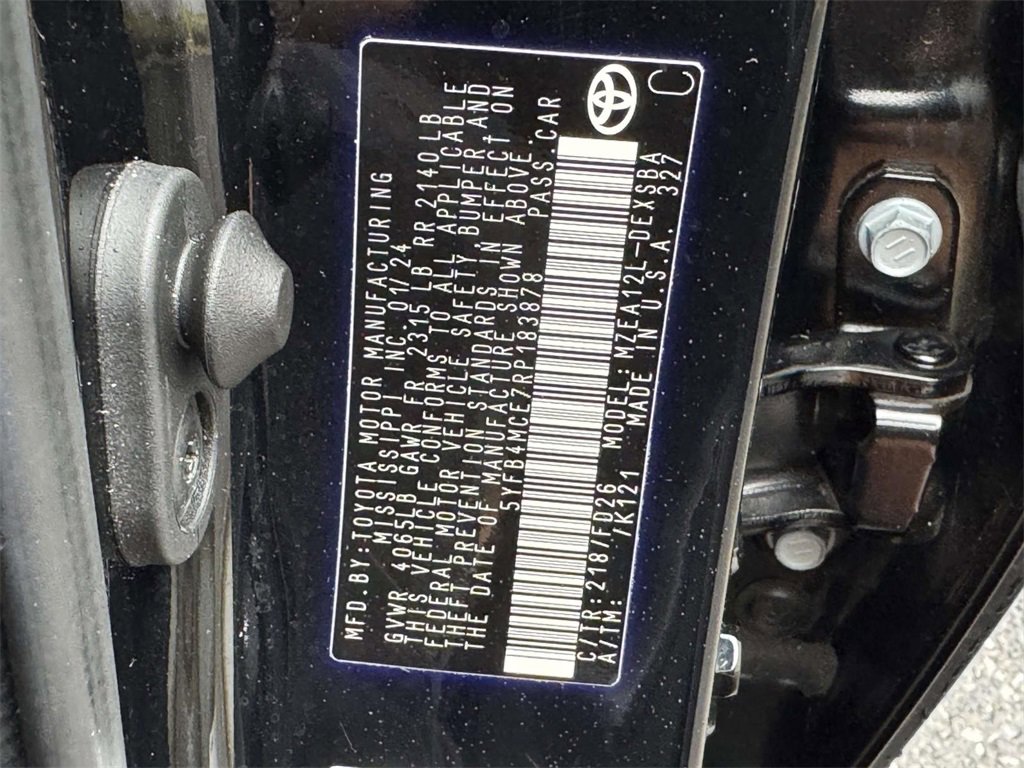 MFD.BY:TOYOTA MOTOR MANUFACTURING
MISSISSIPPI INC. 01/24
GVWR 4065LB GAWR FR 2315 LB RR 2140LB
THIS VEHICLE CONFORMS TO ALL APPLICABLE
FEDERAL MOTOR VEHICLE SAFETY,BUMPER AND
THEFT PREVENTION STANDARDS IN EFFECT ON
THE DATE OF MANUFACTURE SHOWN ABOVE.
5YFB4MCE7RP183878 PASS.CAR
C/TR:218/FD26 MODEL:MZEA12L-DEXSBA
A/TM: /K121 MADE IN U.S.A. 327
C